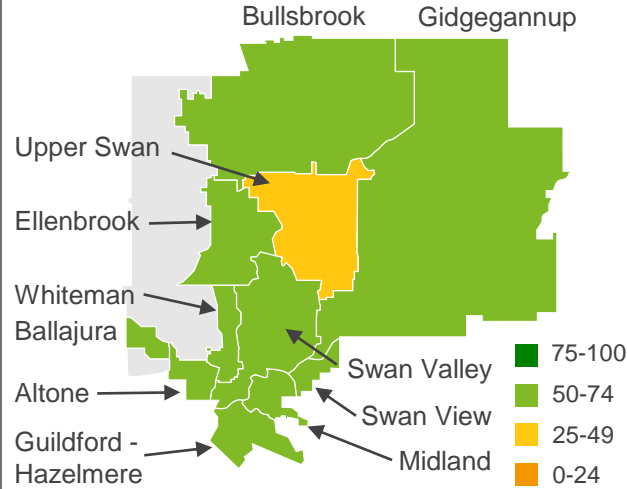 Bullsbrook
Gidgegannup
Upper Swan
Ellenbrook
Whiteman
Ballajura
Altone
Guildford -
Hazelmere
Swan Valley
Swan View
Midland
75-100
50-74
25-49
0-24